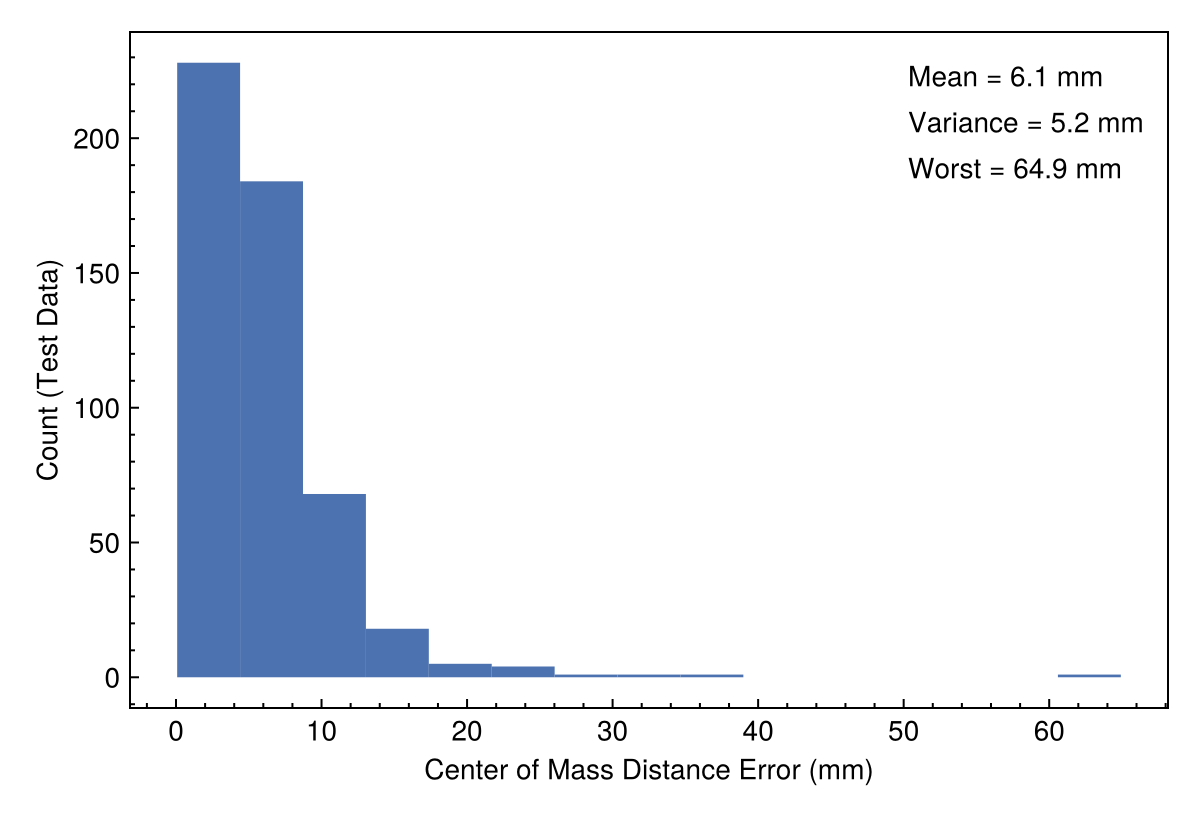 Mean = 6.1 mm
Variance = 5.2 mm
Worst = 64.9 mm
200
150
100
50
0
Count (Test Data)
0 10 20 30 40 50 60
Center of Mass Distance Error (mm)